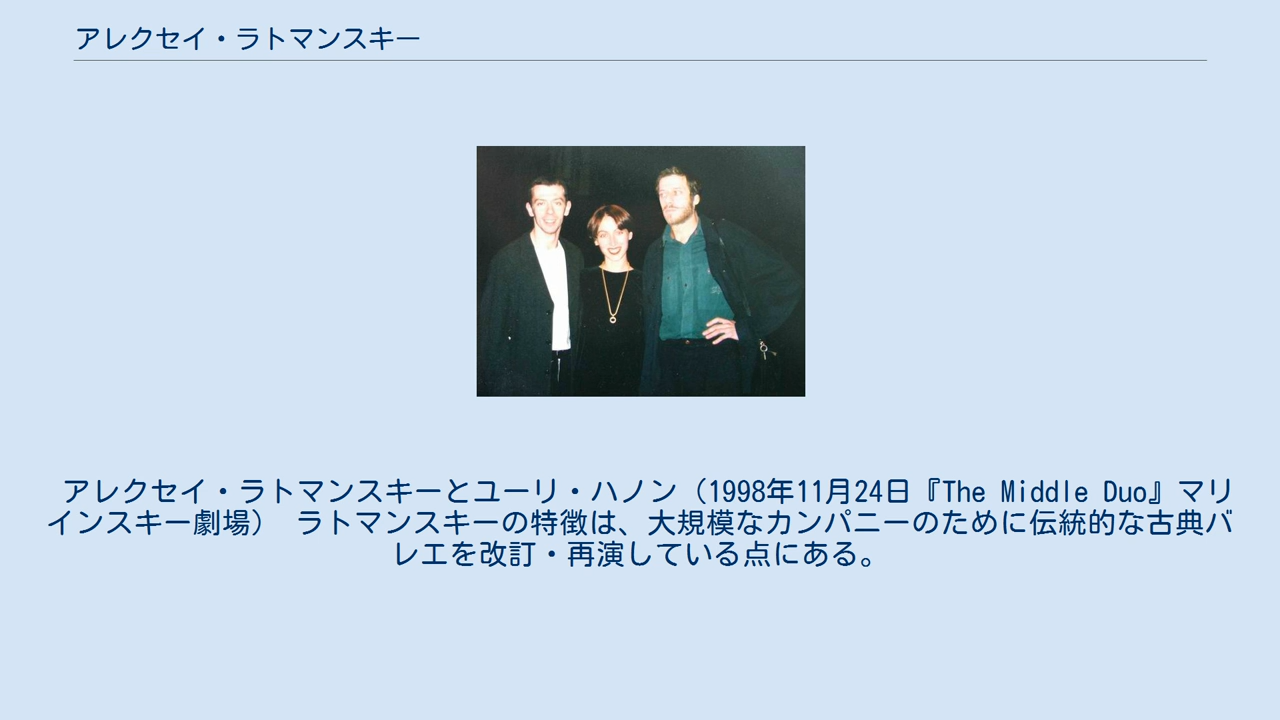 アレクセイ・ラトマンスキー
アレクセイ・ラトマンスキーとユーリ・ハノン（1998年11月24日『The Middle Duo』マリ
インスキー劇場） ラトマンスキーの特徴は、大規模なカンパニーのために伝統的な古典バ
レエを改訂・再演している点にある。